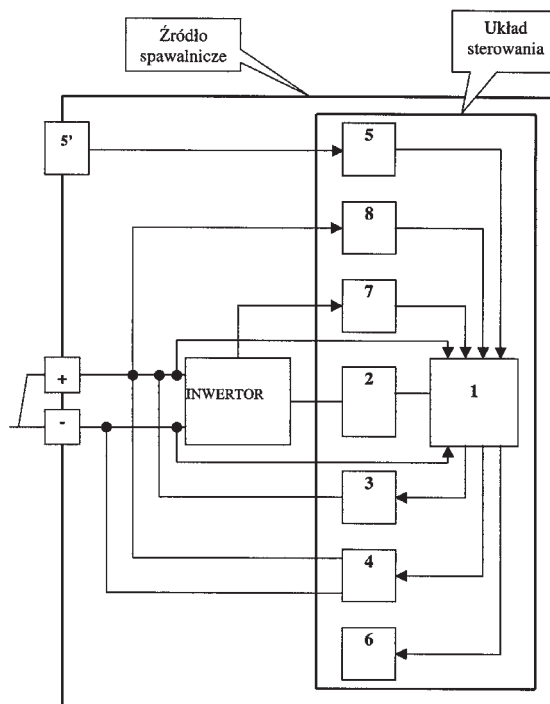 Źródło
spawalnicze
Układ
sterowania
5'
5
8
7
+
INWERTOR
2
1
-
3
4
6